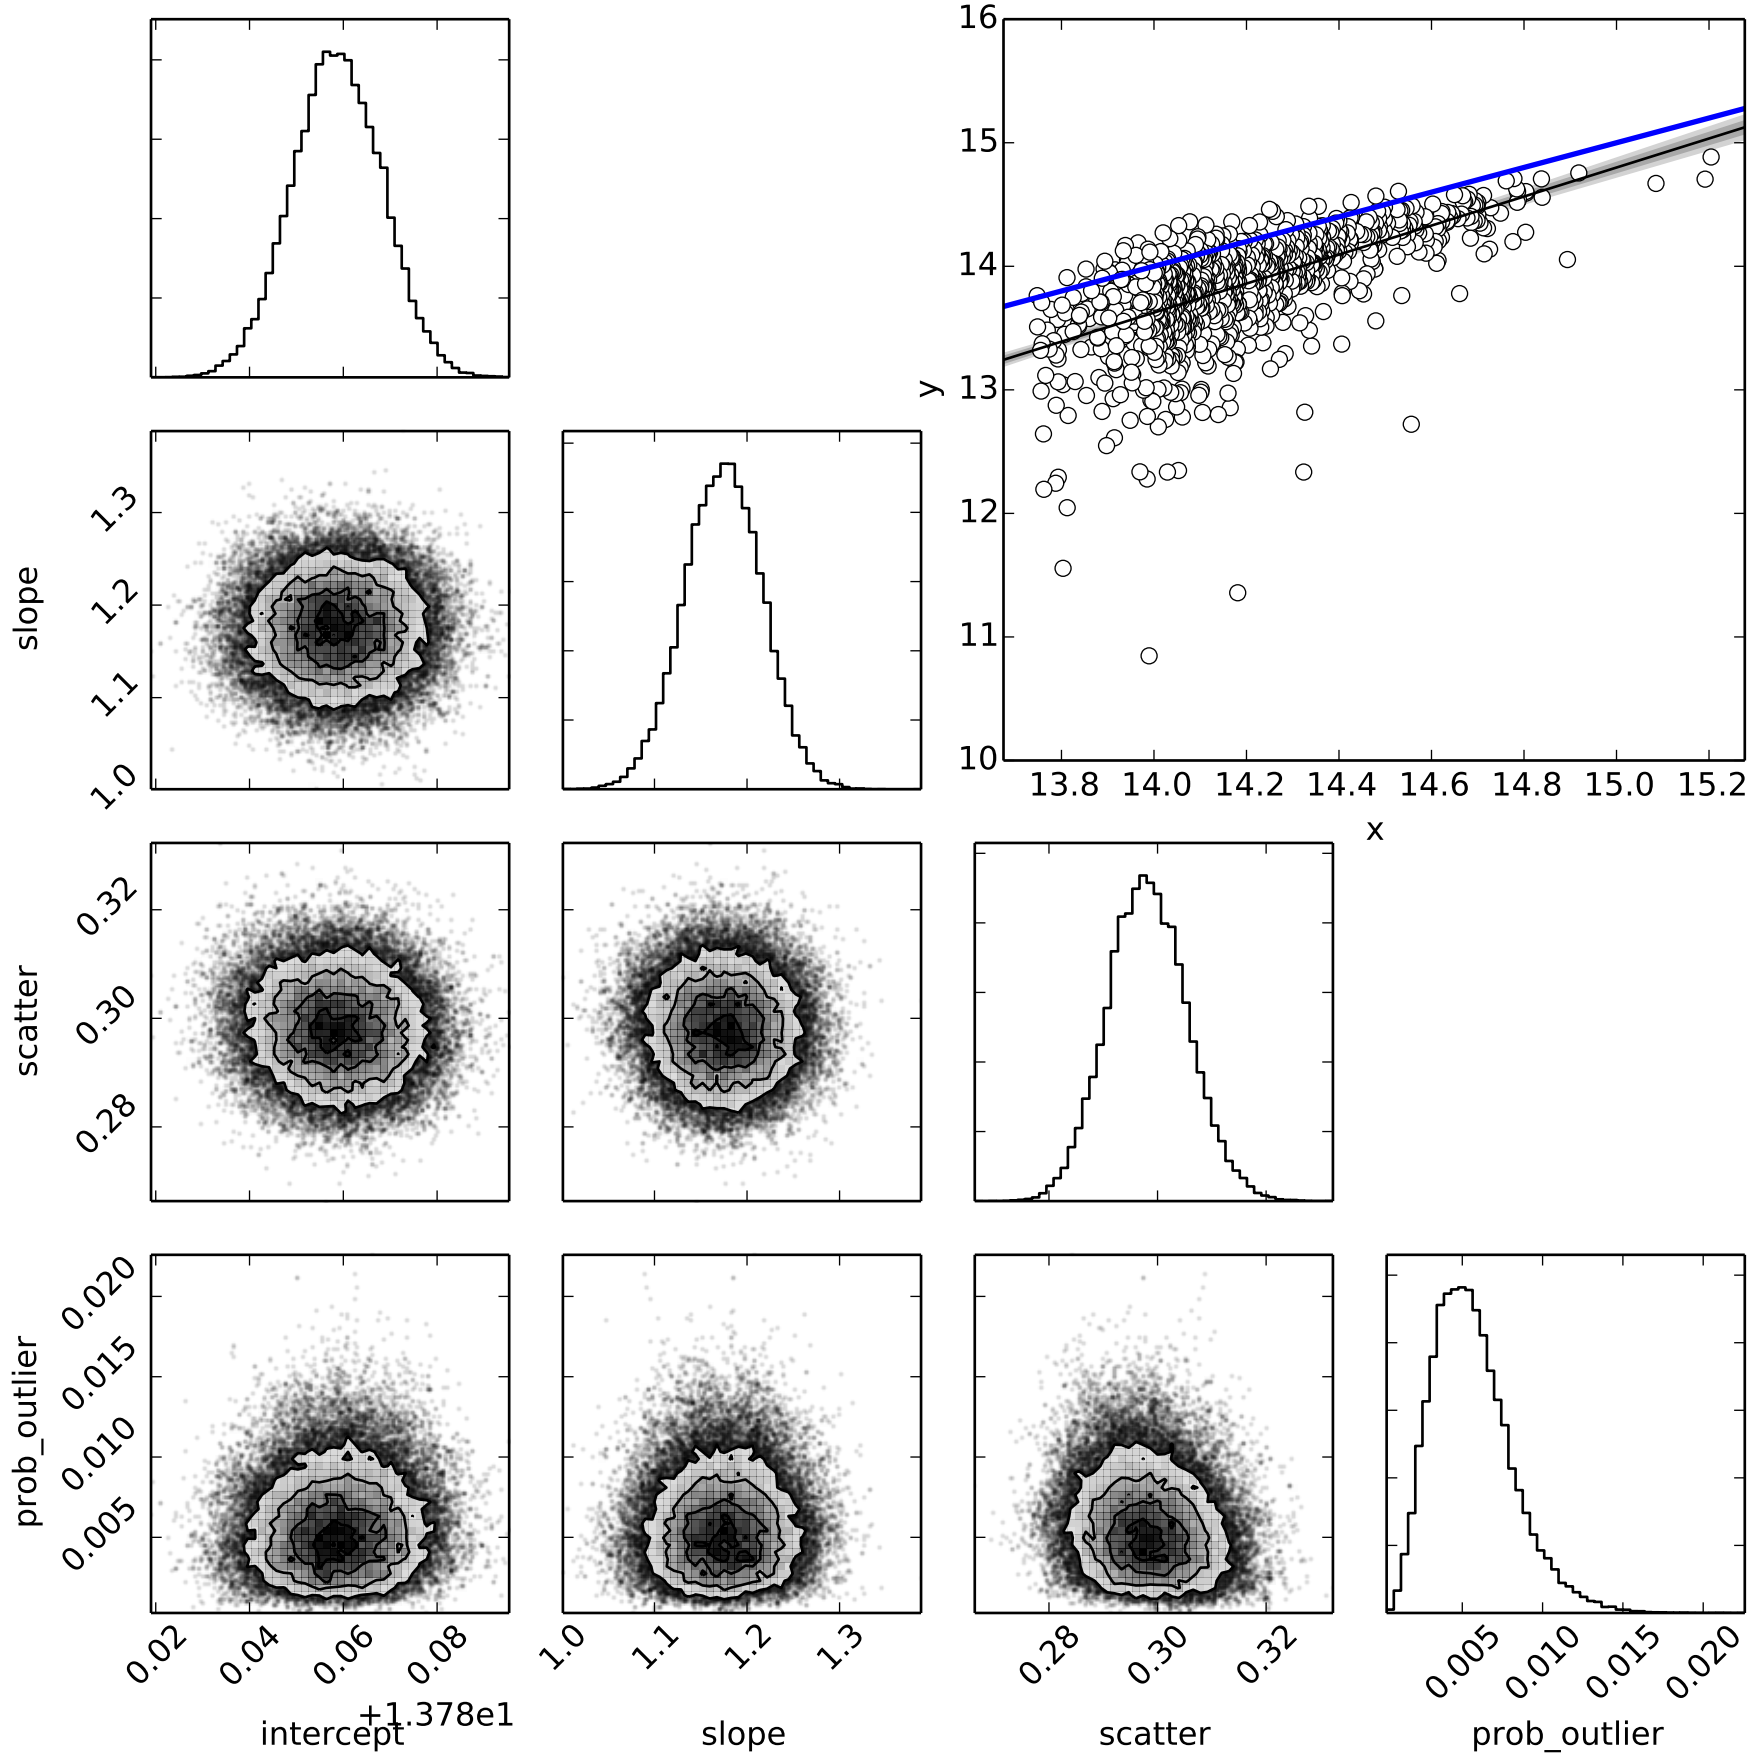 16
15
14
13
12
11
10
y
13.8 14.0 14.2 14.4 14.6 14.8 15.0 15.2
x
slope
1.3
1.2
1.1
1.0
scatter
0.32
0.30
0.28
prob_outlier
0.020
0.015
0.010
0.005
0.02 0.04 0.06 0.08
+1.378e1
intercept
1.0 1.1 1.2 1.3
slope
0.28 0.30 0.32
scatter
0.005 0.010 0.015 0.020
prob_outlier